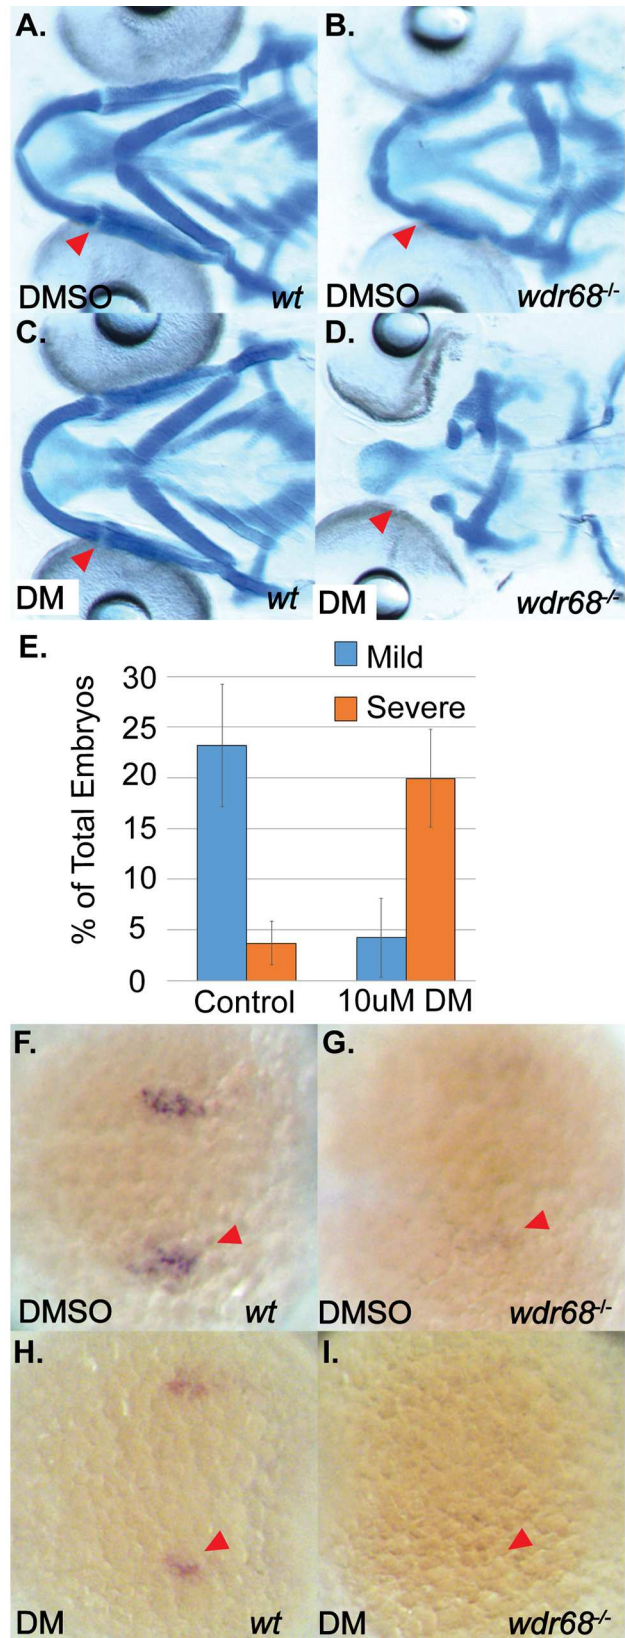 A.
B.
DMSO wt
DMSO wdr68-/-
C.
D.
DM wt
DM wdr68-/-
E.
Mild
Severe
% of Total Embryos
30
25
20
15
10
5
0
Control 10uM DM
F.
G.
DMSO wt
DMSO wdr68-/-
H.
I.
DM wt
DM wdr68-/-